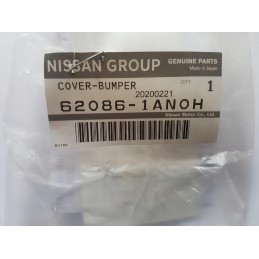 NISSAN GROUP
GENUINE PARTS
Made in Japan
COVER-BUMPER
QTY
20200221
1
62086-1AN0H
Nissan Motor Co., Ltd.